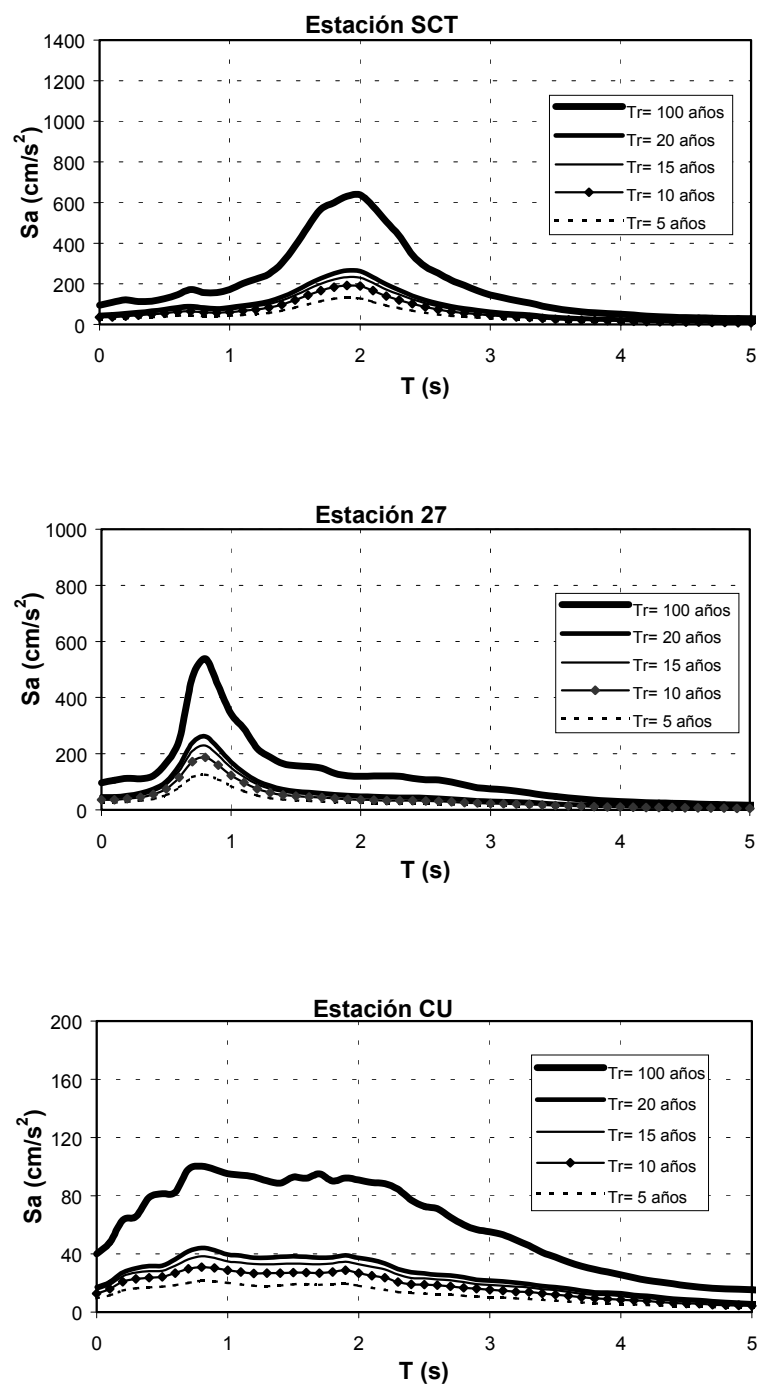 Estación SCT
1400
1200
1000
800
600
400
200
0
Sa (cm/s²)
Tr= 100 años
Tr= 20 años
Tr= 15 años
Tr= 10 años
Tr= 5 años
0 1 2 3 4 5
T (s)
Estación 27
1000
800
600
400
200
0
Sa (cm/s²)
Tr= 100 años
Tr= 20 años
Tr= 15 años
Tr= 10 años
Tr= 5 años
0 1 2 3 4 5
T (s)
Estación CU
200
160
120
80
40
0
Sa (cm/s²)
Tr= 100 años
Tr= 20 años
Tr= 15 años
Tr= 10 años
Tr= 5 años
0 1 2 3 4 5
T (s)